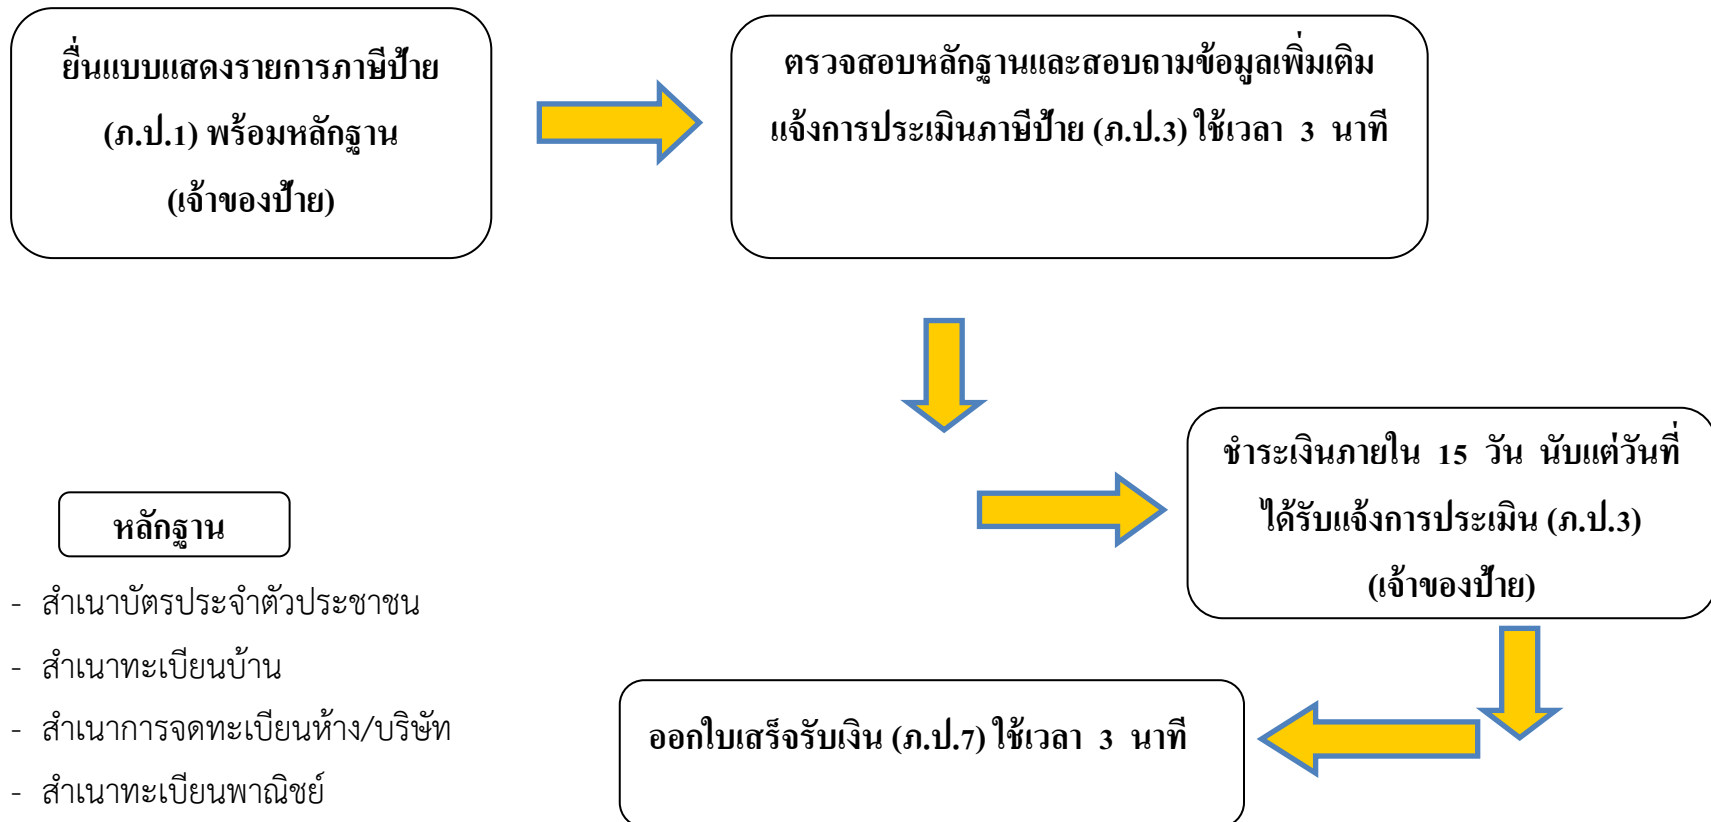 ยื่นแบบแสดงรายการภาษีป้าย
(ภ.ป.1) พร้อมหลักฐาน
(เจ้าของป้าย)
ตรวจสอบหลักฐานและสอบถามข้อมูลเพิ่มเติม
แจ้งการประเมินภาษีป้าย (ภ.ป.3) ใช้เวลา 3 นาที
ชำระเงินภายใน 15 วัน นับแต่วันที่
ได้รับแจ้งการประเมิน (ภ.ป.3)
(เจ้าของป้าย)
หลักฐาน
- สำเนาบัตรประจำตัวประชาชน
- สำเนาทะเบียนบ้าน
- สำเนาการจดทะเบียนห้าง/บริษัท
- สำเนาทะเบียนพาณิชย์
ออกใบเสร็จรับเงิน (ภ.ป.7) ใช้เวลา 3 นาที